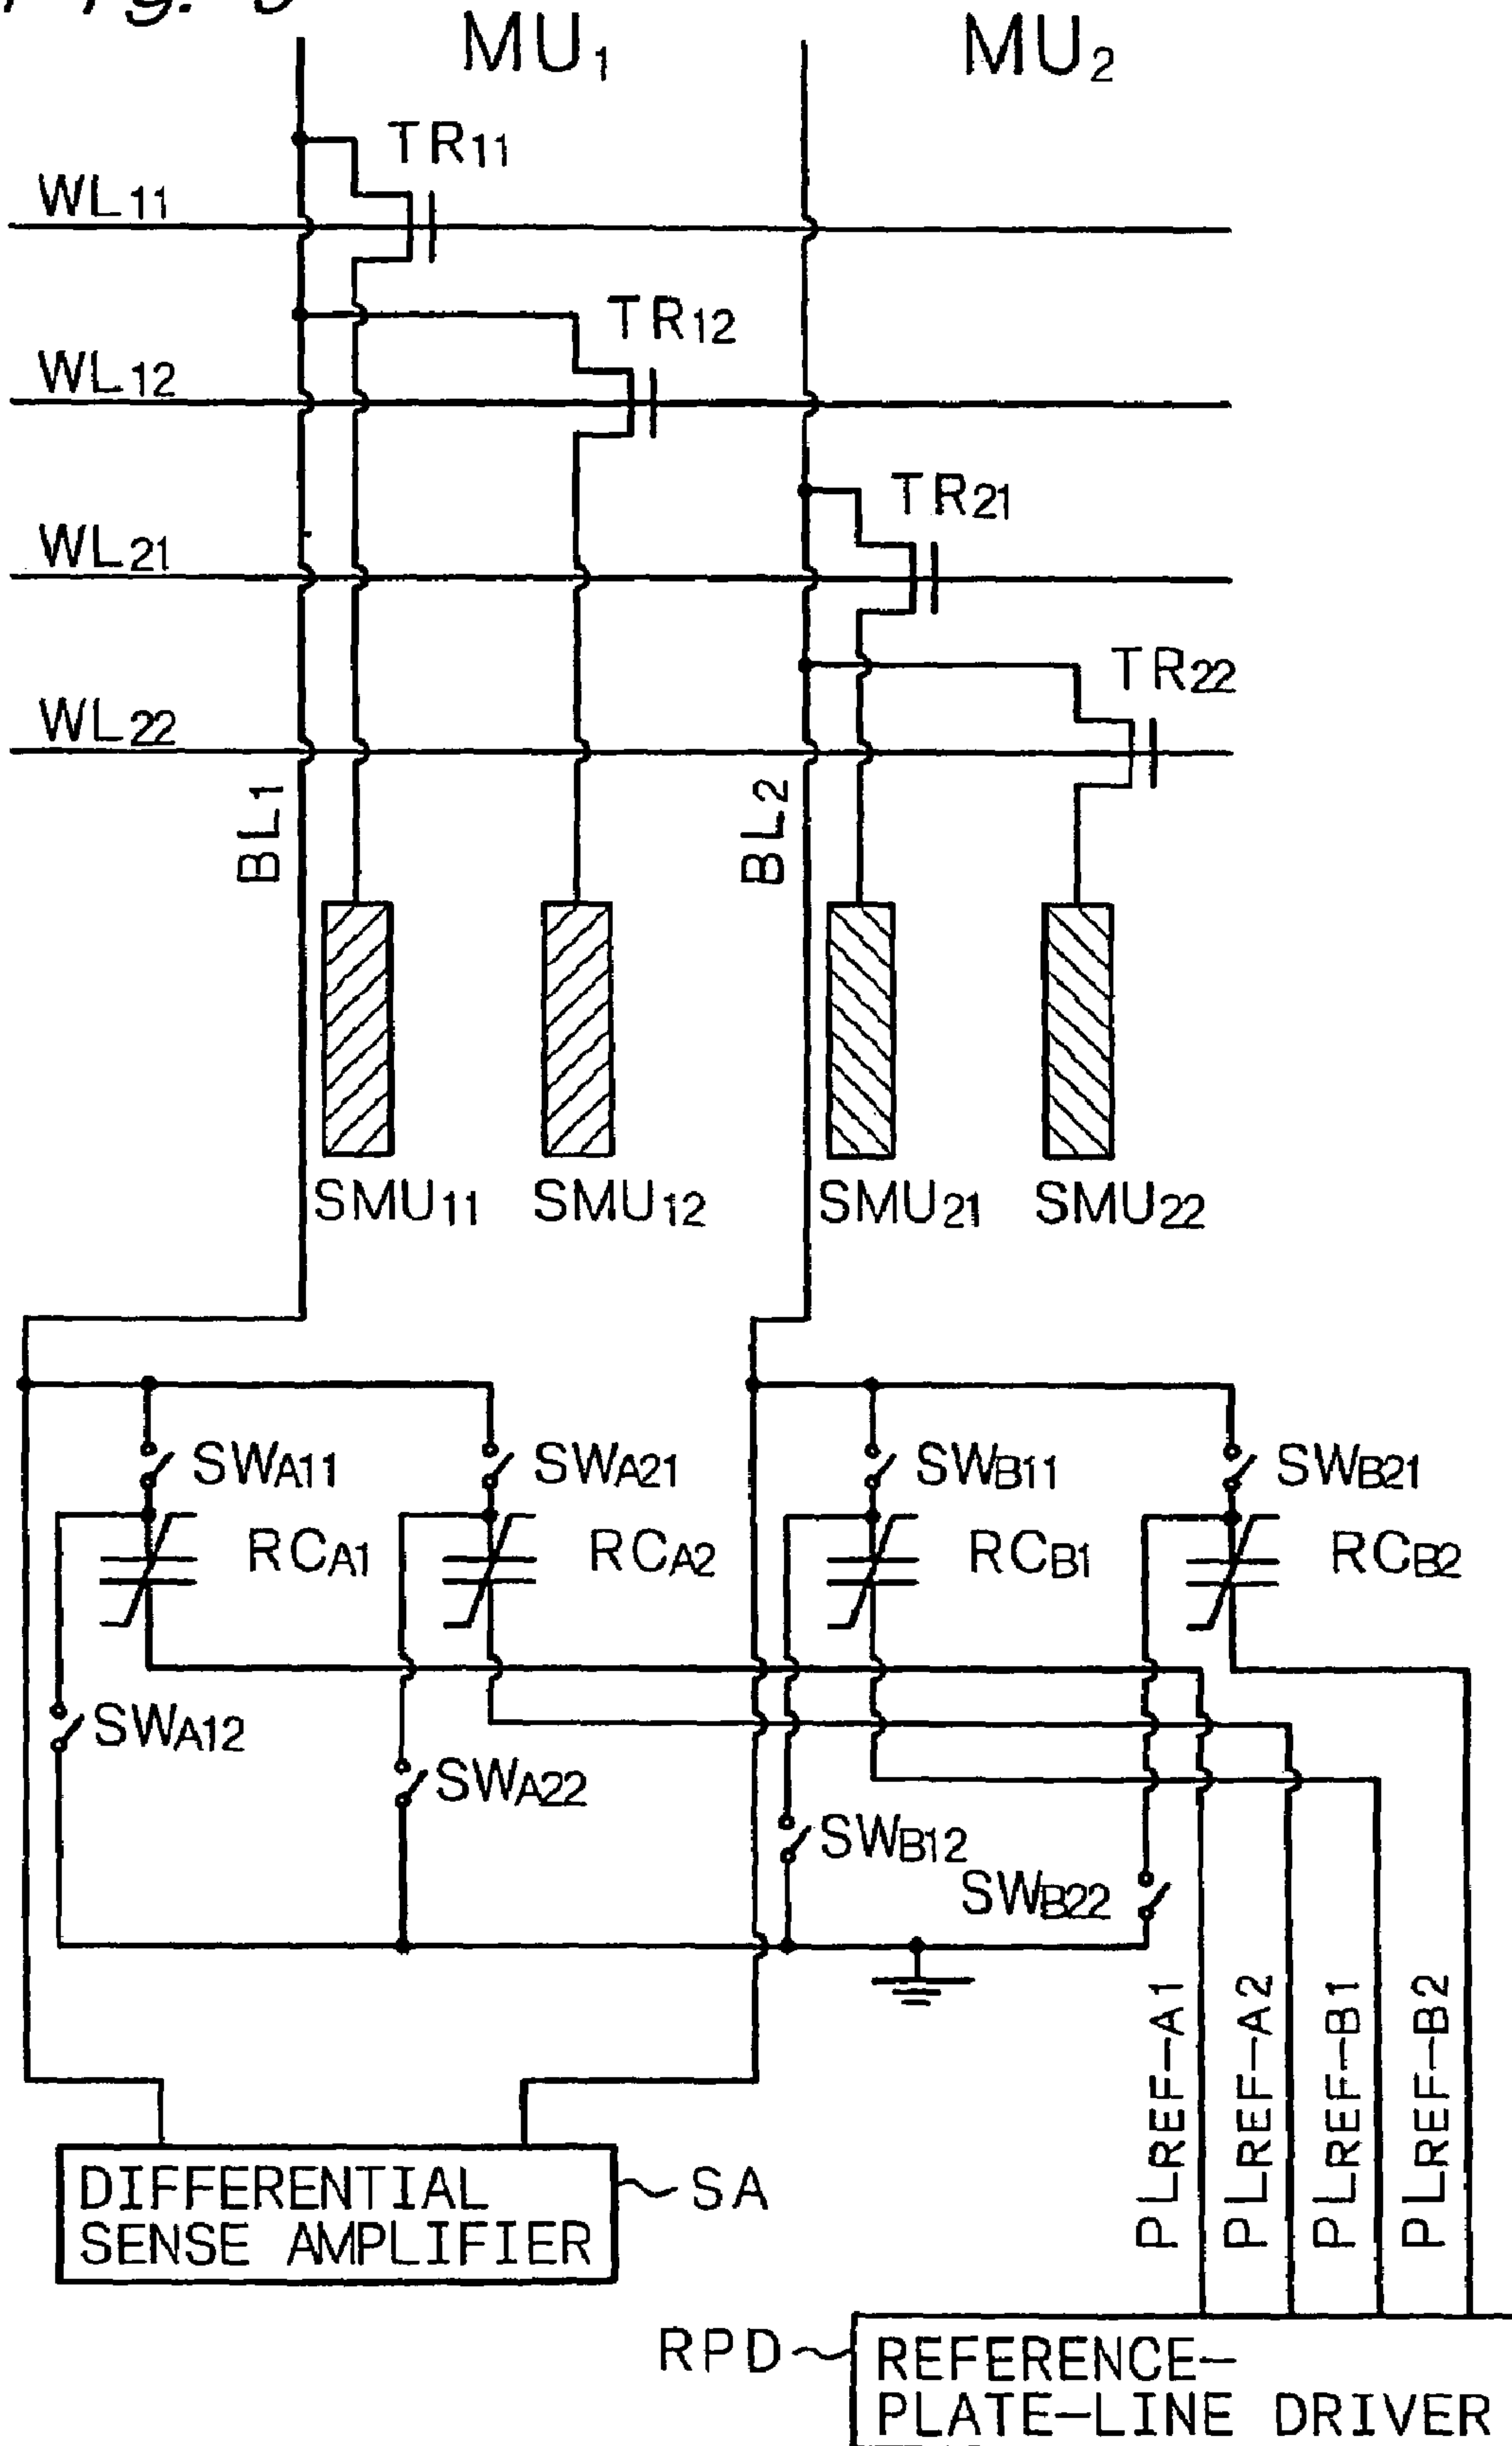 MU1 MU2
TR11
WL11
TR12
WL12
TR21
WL21
TR22
WL22
BL1 BL2
SMU11 SMU12 SMU21 SMU22
SWA11 SWA21 SWB11 SWB21
RCA1 RCA2 RCB1 RCB2
SWA12
SWA22
SWB12
SWB22
PLREF-A1
PLREF-A2
PLREF-B1
PLREF-B2
DIFFERENTIAL
SENSE AMPLIFIER
SA
RPD
REFERENCE-
PLATE-LINE DRIVER